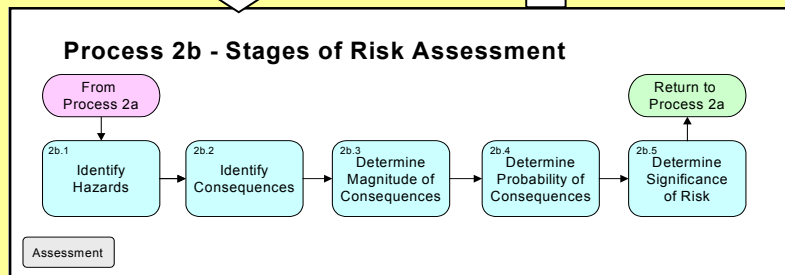 Process 2b - Stages of Risk Assessment
From
Process 2a
Return to
Process 2a
2b.1
Identify
Hazards
2b.2
Identify
Consequences
2b.3
Determine
Magnitude of
Consequences
2b.4
Determine
Probability of
Consequences
2b.5
Determine
Significance
of Risk
Assessment